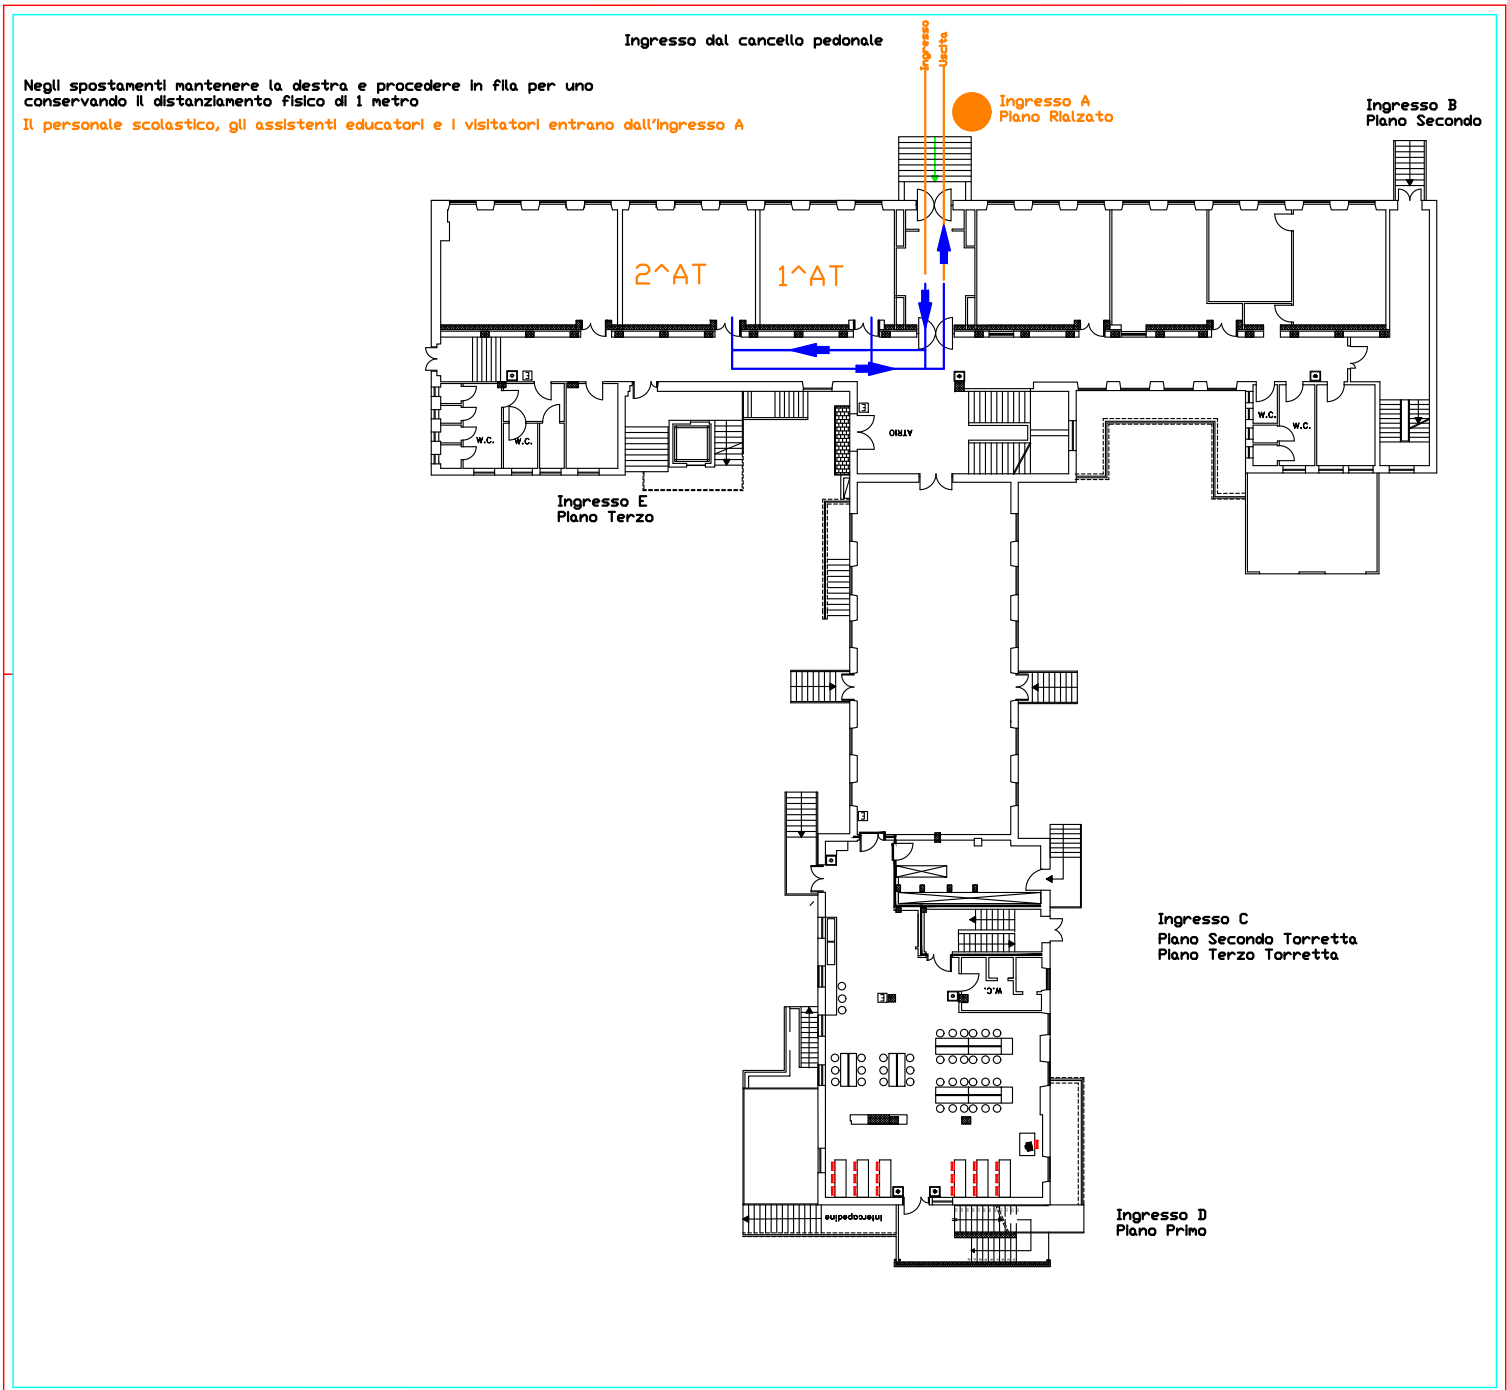 Ingresso dal cancello pedonale
Ingresso
Uscita
Negli spostamenti mantenere la destra e procedere in fila per uno
conservando il distanziamento fisico di 1 metro
Il personale scolastico, gli assistenti educatori e i visitatori entrano dall'ingresso A
Ingresso A
Piano Rialzato
Ingresso B
Piano Secondo
2^AT
1^AT
W.C.
W.C.
ATRIO
W.C.
W.C.
Ingresso E
Piano Terzo
Ingresso C
Piano Secondo Torretta
Piano Terzo Torretta
W.C.
Intercapedine
Ingresso D
Piano Primo